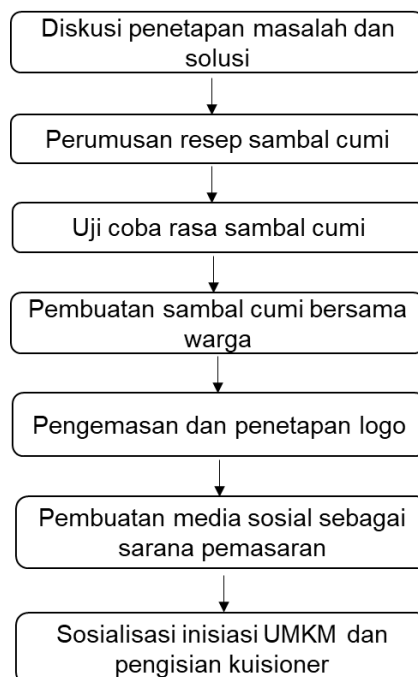 Diskusi penetapan masalah dan
solusi
Perumusan resep sambal cumi
Uji coba rasa sambal cumi
Pembuatan sambal cumi bersama
warga
Pengemasan dan penetapan logo
Pembuatan media sosial sebagai
sarana pemasaran
Sosialisasi inisiasi UMKM dan
pengisian kuisioner